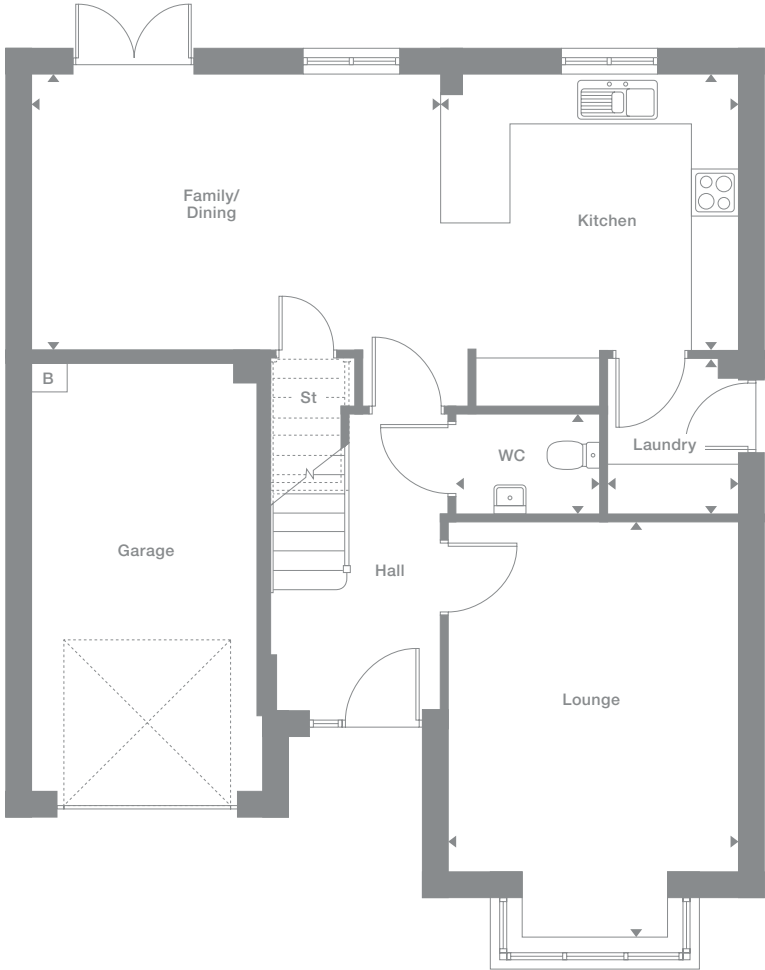 Family/
Dining
Kitchen
B
St
Laundry
WC
Garage
Hall
Lounge